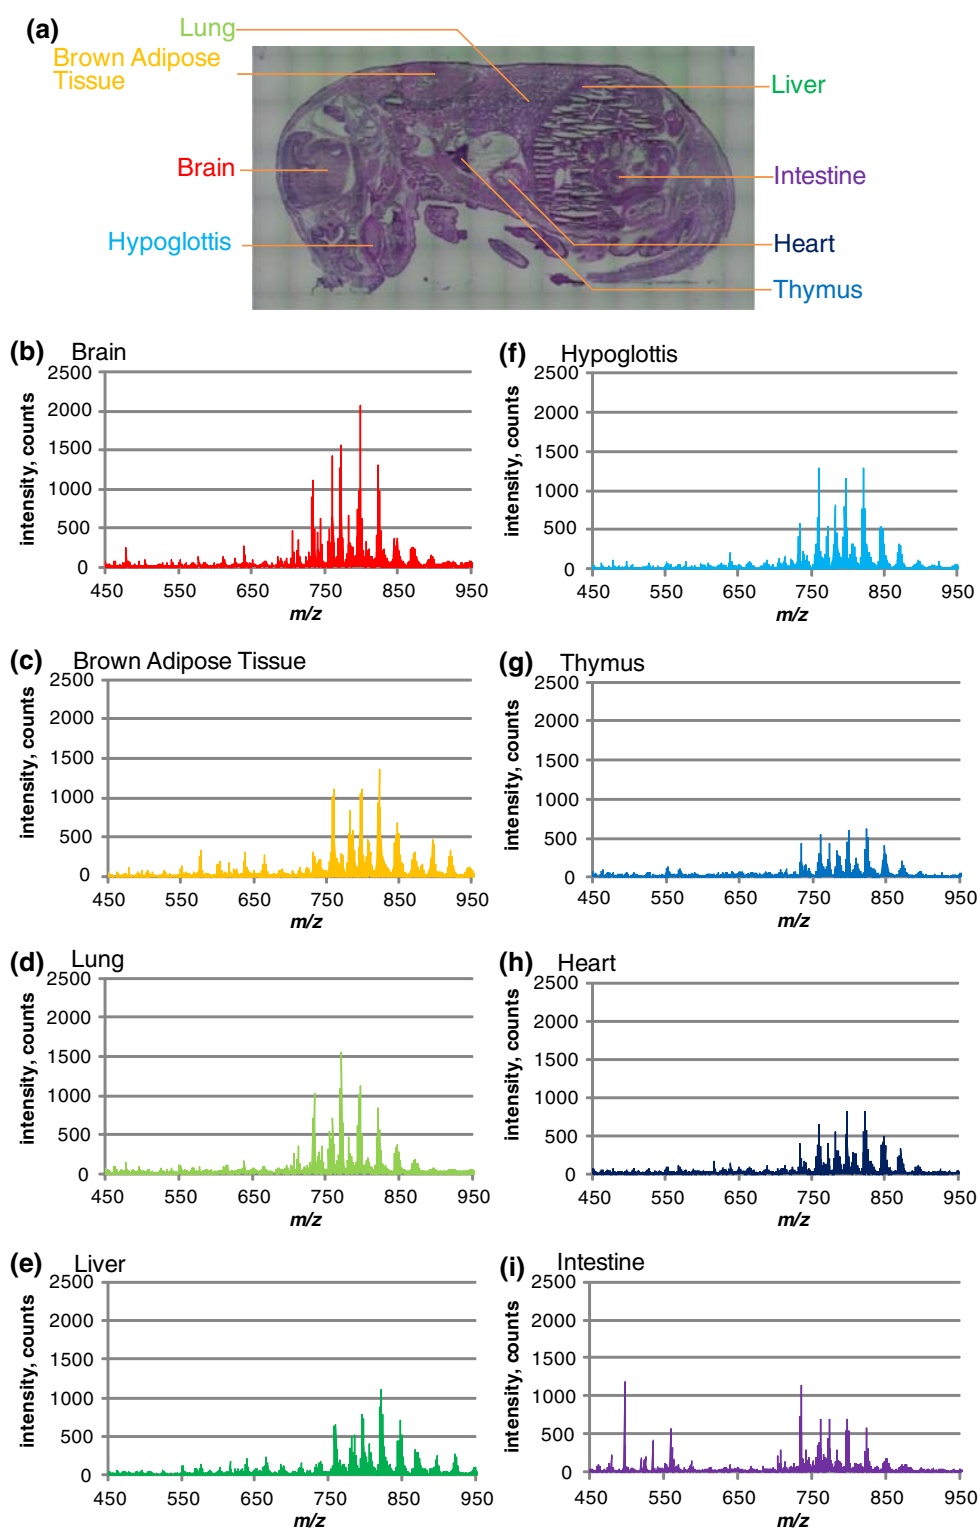 (a)
Lung
Brown Adipose
Tissue
Liver
Brain
Intestine
Hypoglottis
Heart
Thymus
(b) Brain
2500
2000
1500
1000
500
0
intensity, counts
450 550 650 750 850 950
m/z
(f) Hypoglottis
2500
2000
1500
1000
500
0
intensity, counts
450 550 650 750 850 950
m/z
(c) Brown Adipose Tissue
2500
2000
1500
1000
500
0
intensity, counts
450 550 650 750 850 950
m/z
(g) Thymus
2500
2000
1500
1000
500
0
intensity, counts
450 550 650 750 850 950
m/z
(d) Lung
2500
2000
1500
1000
500
0
intensity, counts
450 550 650 750 850 950
m/z
(h) Heart
2500
2000
1500
1000
500
0
intensity, counts
450 550 650 750 850 950
m/z
(e) Liver
2500
2000
1500
1000
500
0
intensity, counts
450 550 650 750 850 950
m/z
(i) Intestine
2500
2000
1500
1000
500
0
intensity, counts
450 550 650 750 850 950
m/z